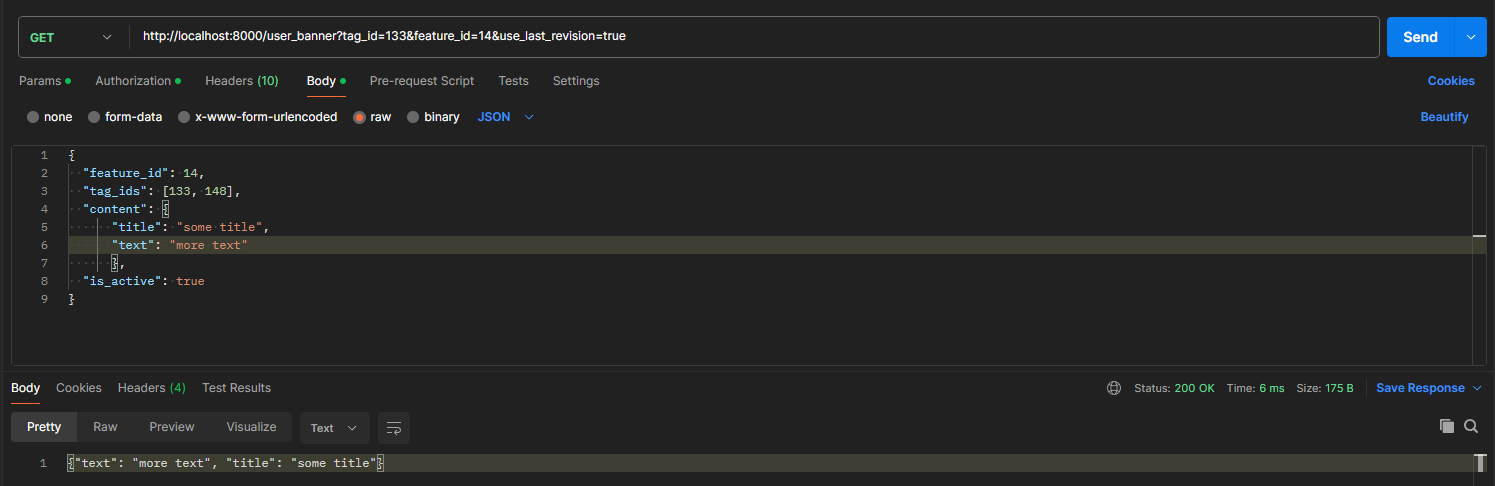 GET http://localhost:8000/user_banner?tag_id=133&feature_id=14&use_last_revision=true Send
Params Authorization Headers (10) Body Pre-request Script Tests Settings Cookies
none form-data x-www-form-urlencoded raw binary JSON Beautify
1 {
2 "feature_id": 14,
3 "tag_ids": [133, 148],
4 "content": {
5 "title": "some title",
6 "text": "more text"
7 },
8 "is_active": true
9 }
Body Cookies Headers (4) Test Results Status: 200 OK Time: 6 ms Size: 175 B Save Response
Pretty Raw Preview Visualize Text
1 {"text": "more text", "title": "some title"}